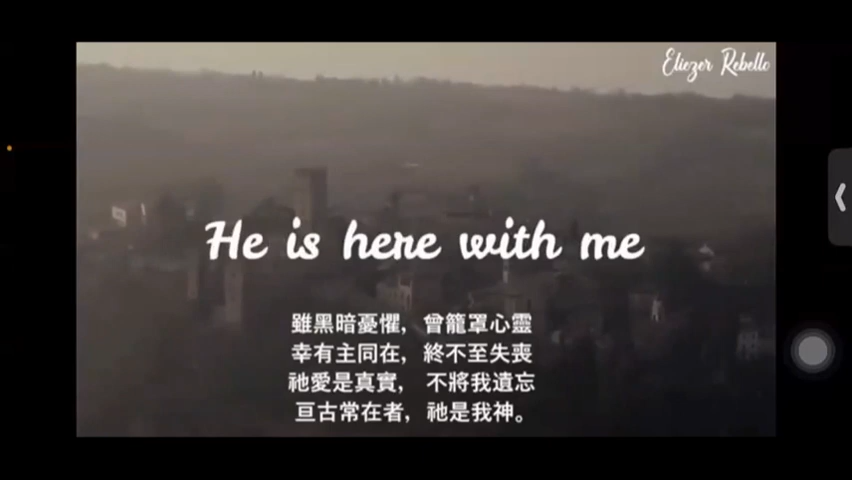 Eliezer Rebello
He is here with me
雖黑暗憂懼，曾籠罩心靈
幸有主同在，終不至失喪
祂愛是真實， 不將我遺忘
亘古常在者，祂是我神。